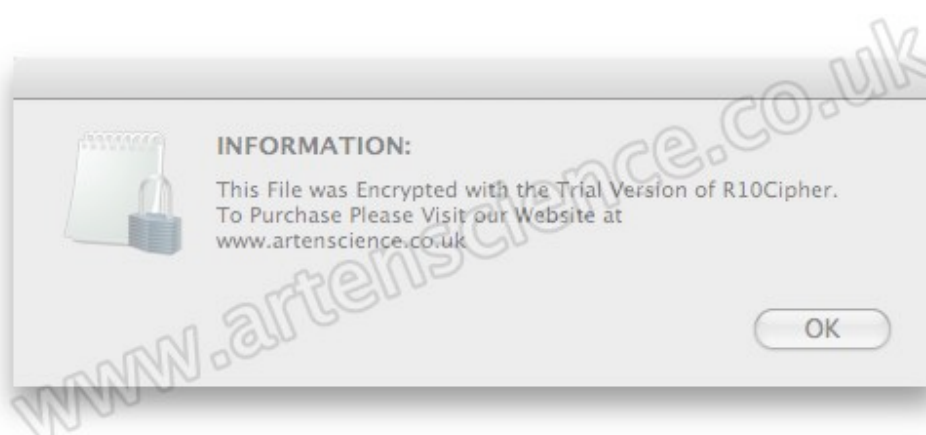 INFORMATION:
This File was Encrypted with the Trial Version of R10Cipher.
To Purchase Please Visit our Website at
www.artenscience.co.uk
OK
www.artenscience.co.uk